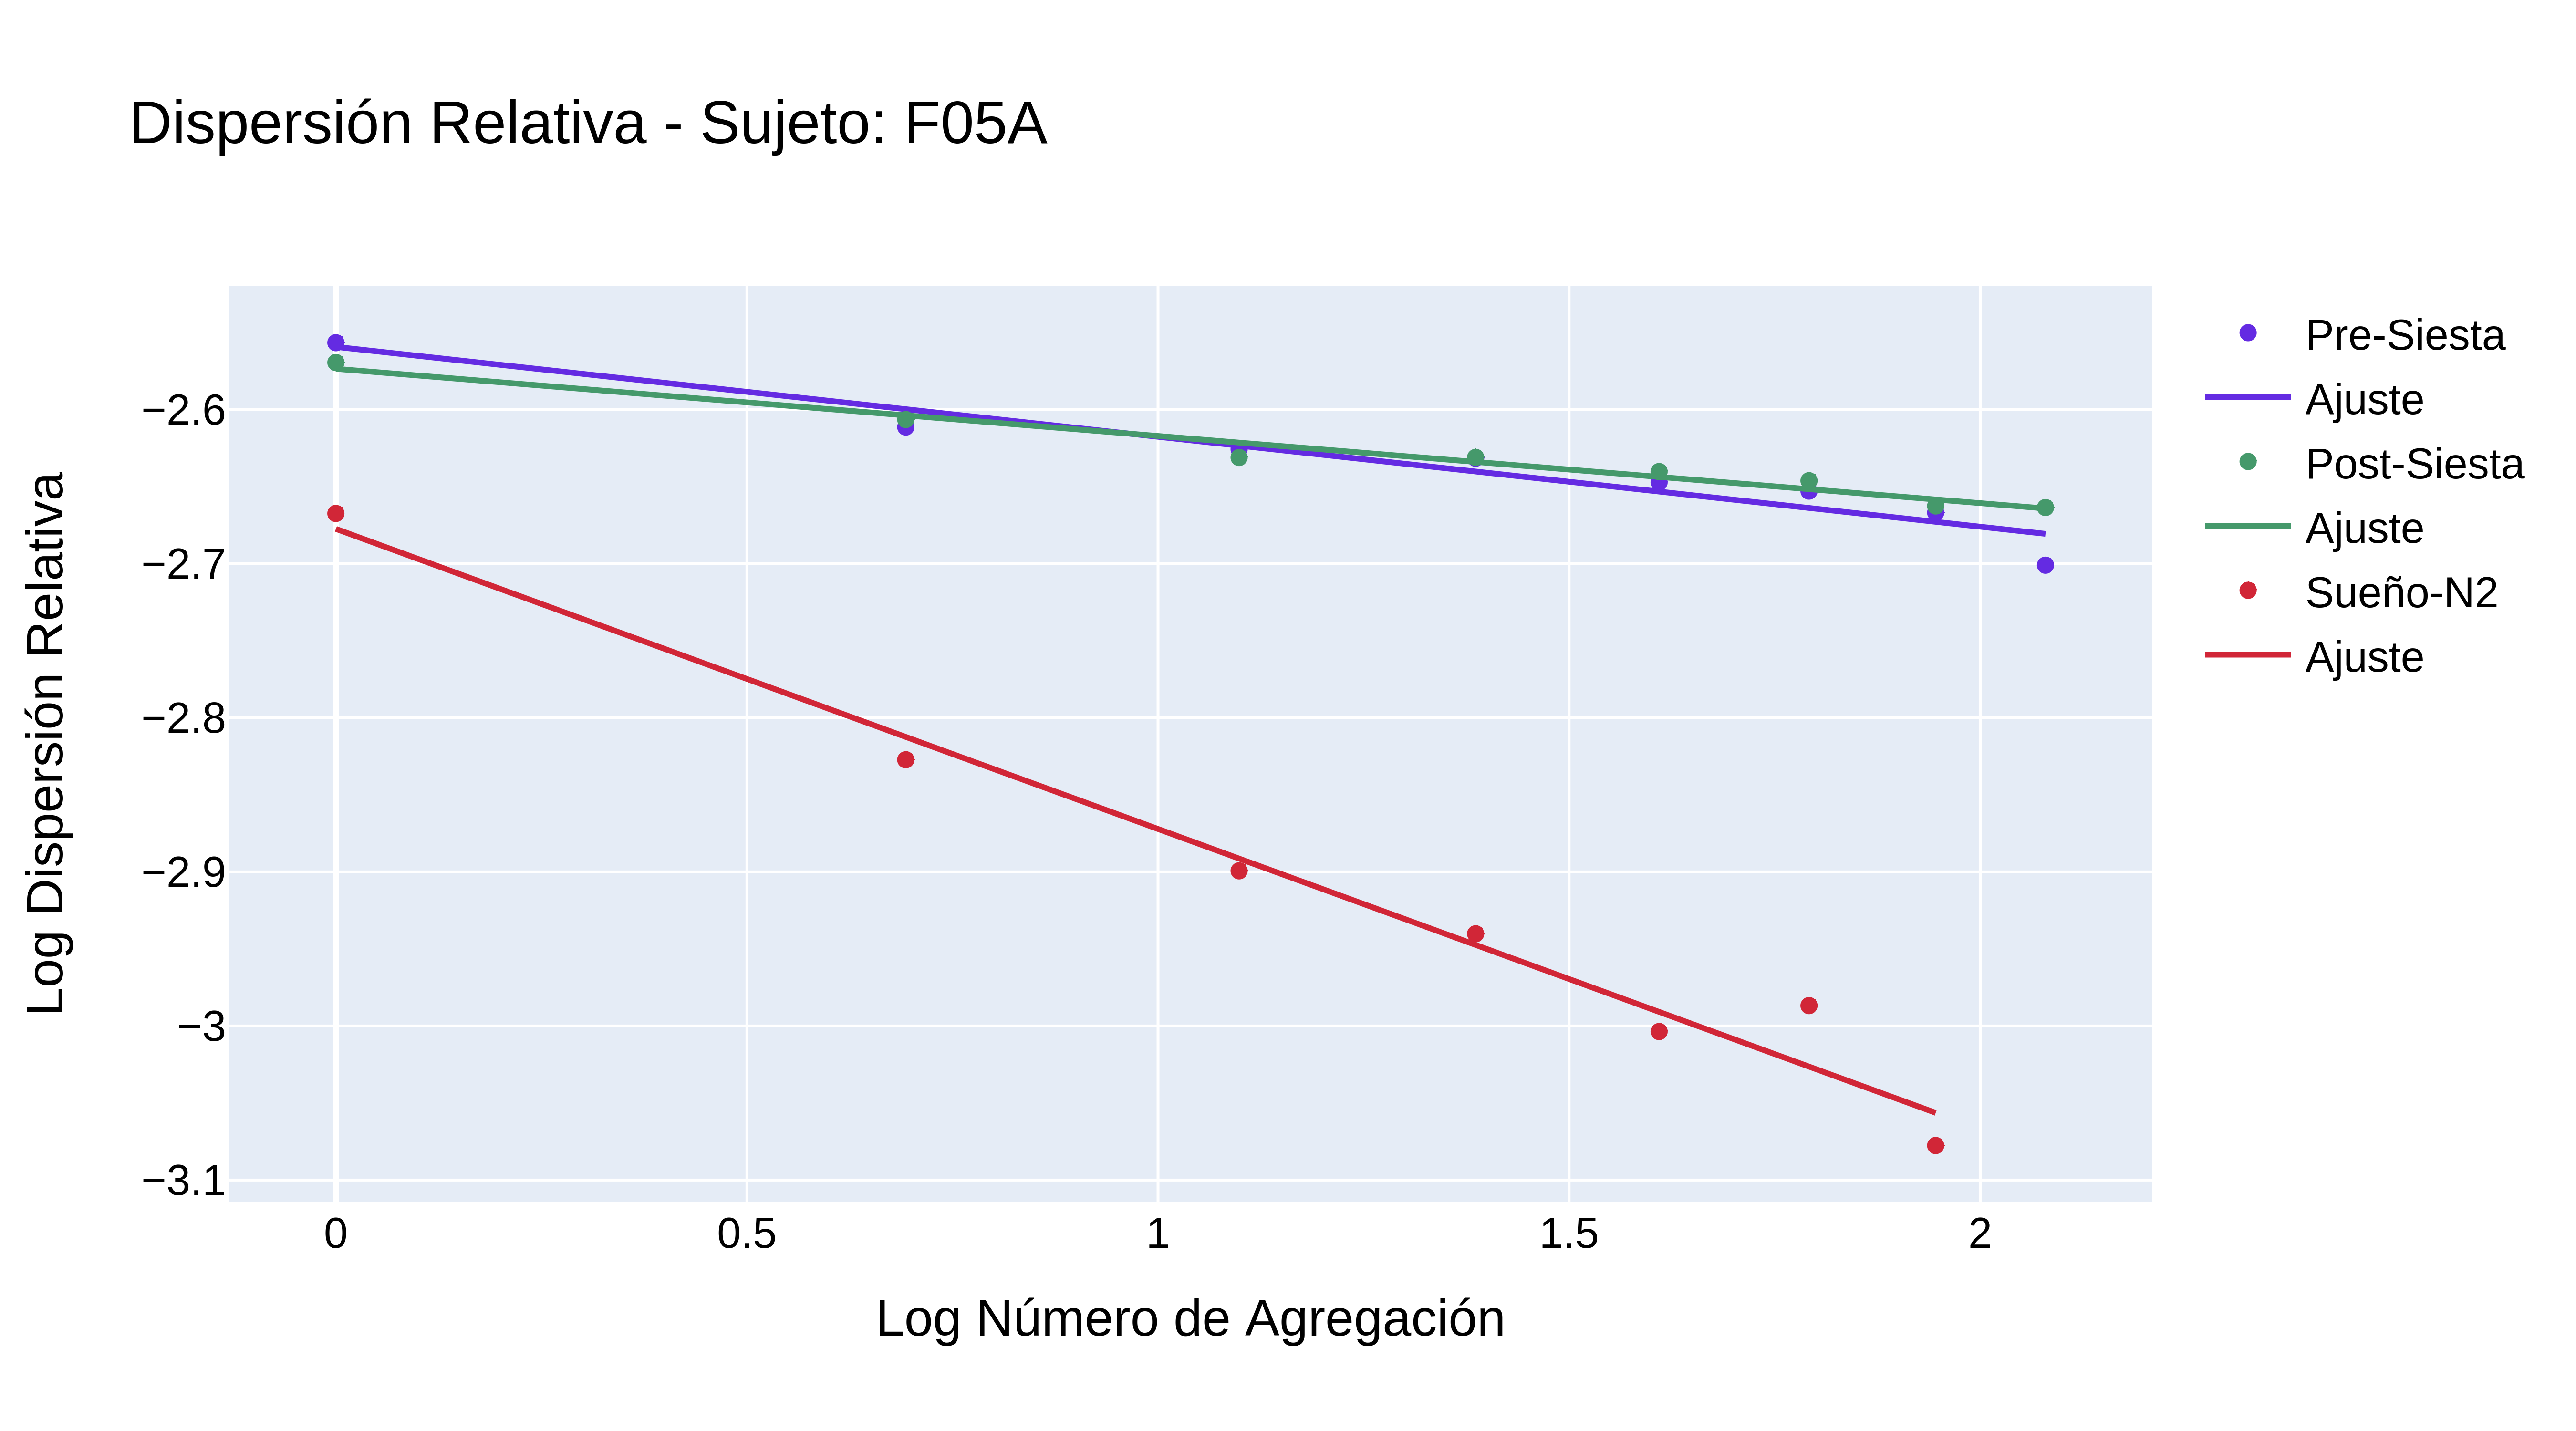 Dispersión Relativa - Sujeto: F05A
Pre-Siesta
Ajuste
Post-Siesta
Ajuste
Sueño-N2
Ajuste
Log Dispersión Relativa
−2.6
−2.7
−2.8
−2.9
−3
−3.1
0 0.5 1 1.5 2
Log Número de Agregación